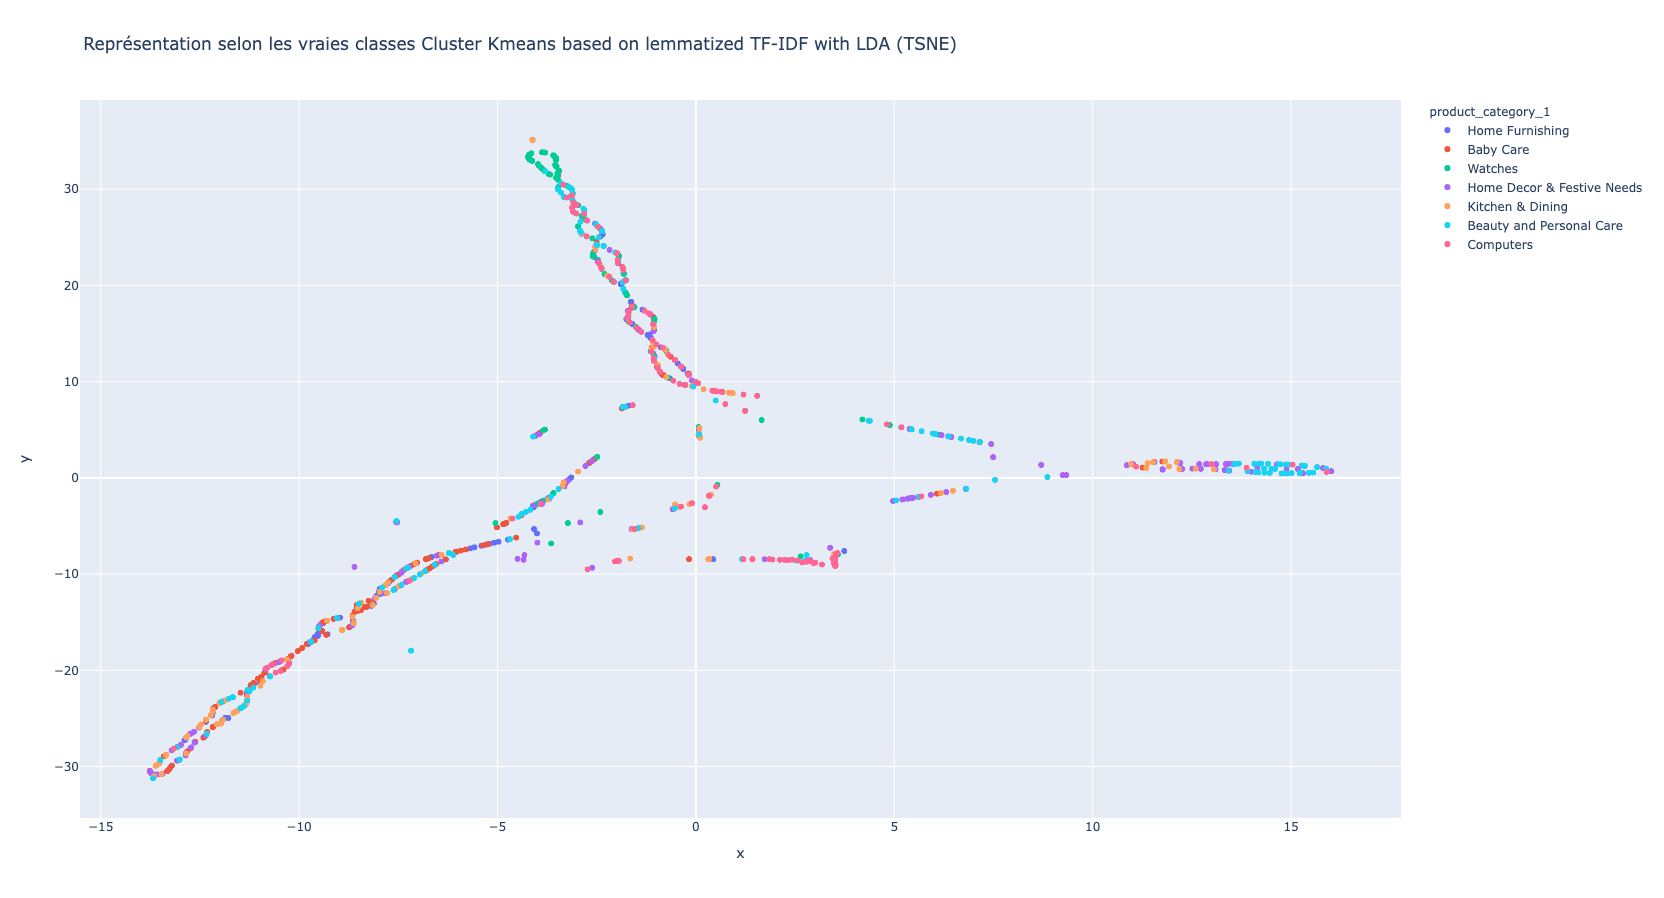 Représentation selon les vraies classes Cluster Kmeans based on lemmatized TF-IDF with LDA (TSNE)
product_category_1
Home Furnishing
Baby Care
Watches
Home Decor & Festive Needs
Kitchen & Dining
Beauty and Personal Care
Computers
30
20
10
0
−10
−20
−30
y
−15
−10
−5
0
5
10
15
x